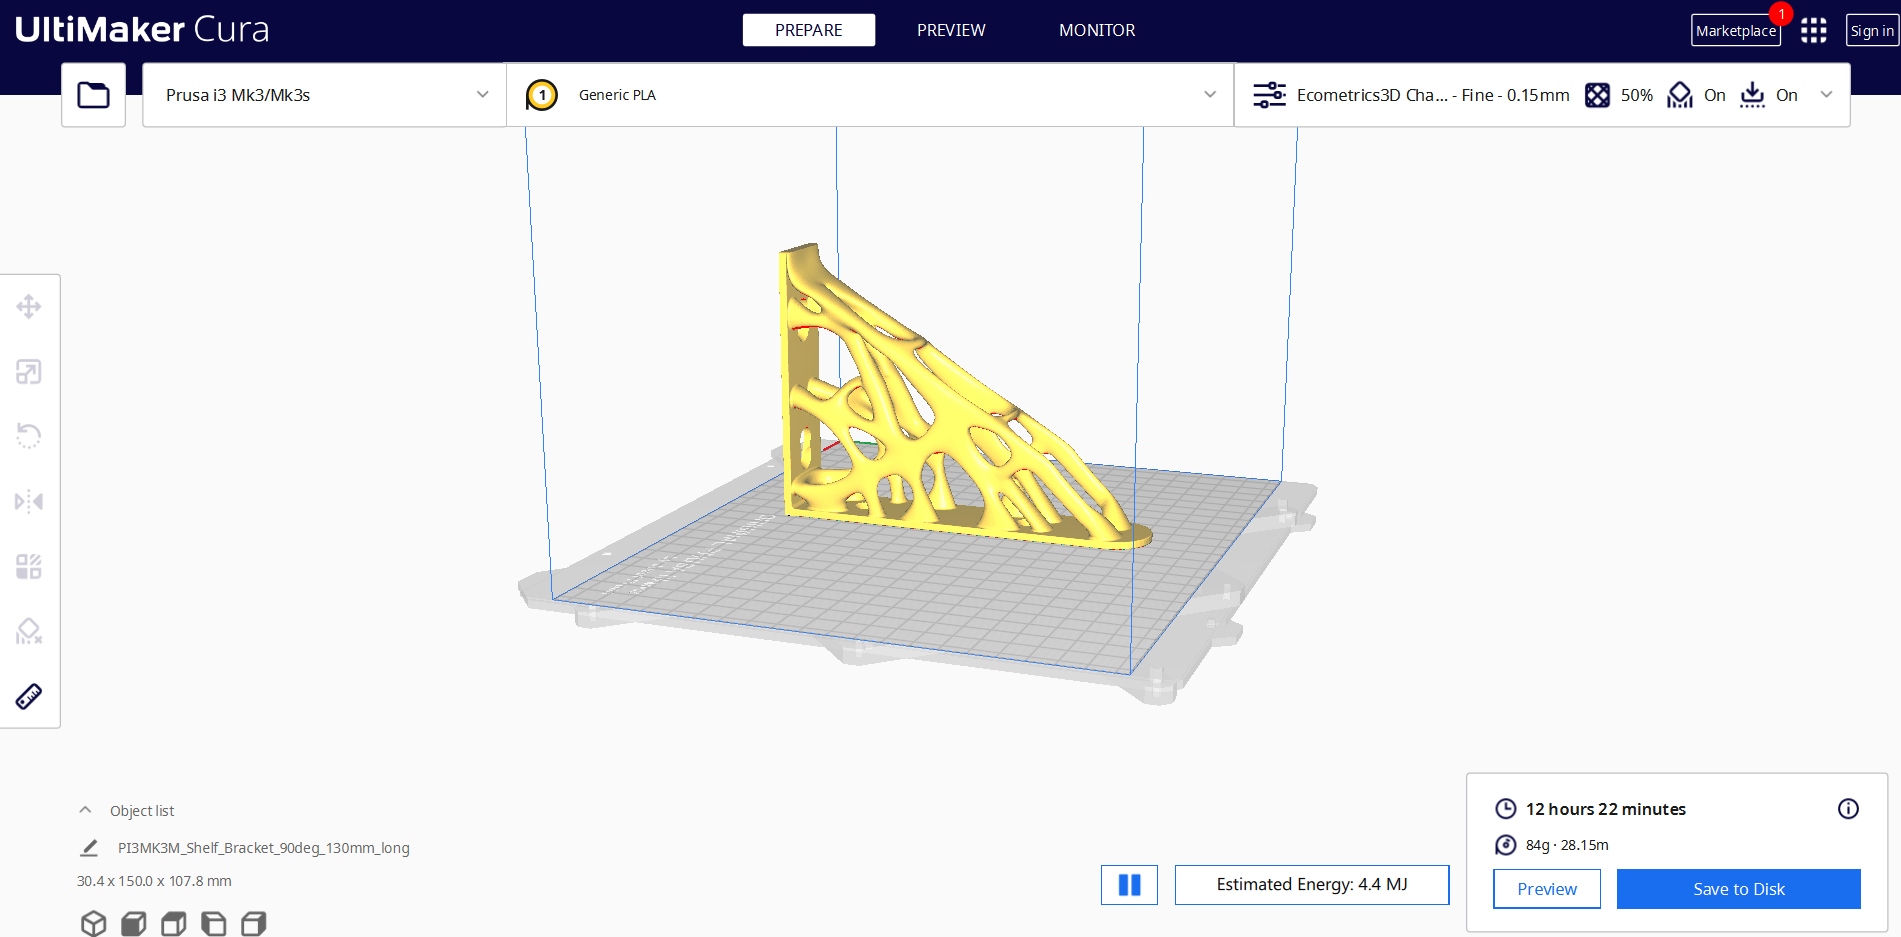 UltiMaker Cura
PREPARE
PREVIEW
MONITOR
Marketplace
1
Sign in
Prusa i3 Mk3/Mk3s
1
Generic PLA
Ecometrics3D Cha... - Fine - 0.15mm
50%
On
On
Object list
PI3MK3M_Shelf_Bracket_90deg_130mm_long
30.4 x 150.0 x 107.8 mm
Estimated Energy: 4.4 MJ
12 hours 22 minutes
84g · 28.15m
Preview
Save to Disk